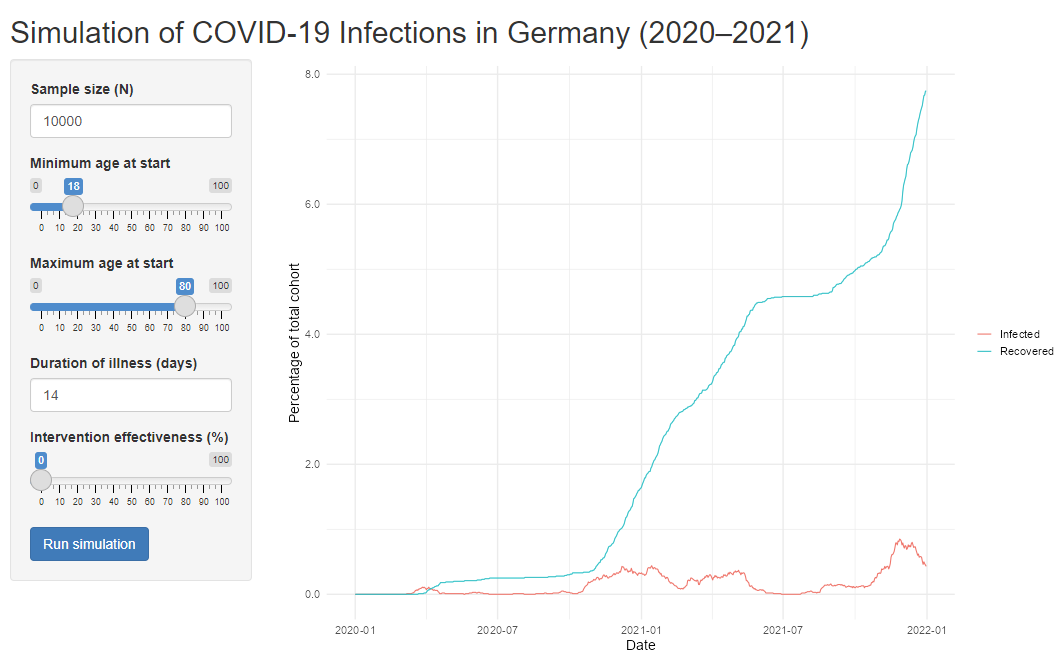 Simulation of COVID-19 Infections in Germany (2020–2021)
Sample size (N)
10000
Minimum age at start
0 18 100
0 10 20 30 40 50 60 70 80 90 100
Maximum age at start
0 80 100
0 10 20 30 40 50 60 70 80 90 100
Duration of illness (days)
14
Intervention effectiveness (%)
0 100
0 10 20 30 40 50 60 70 80 90 100
Run simulation
Percentage of total cohort
8.0
6.0
4.0
2.0
0.0
2020-01 2020-07 2021-01 2021-07 2022-01
Date
Infected
Recovered